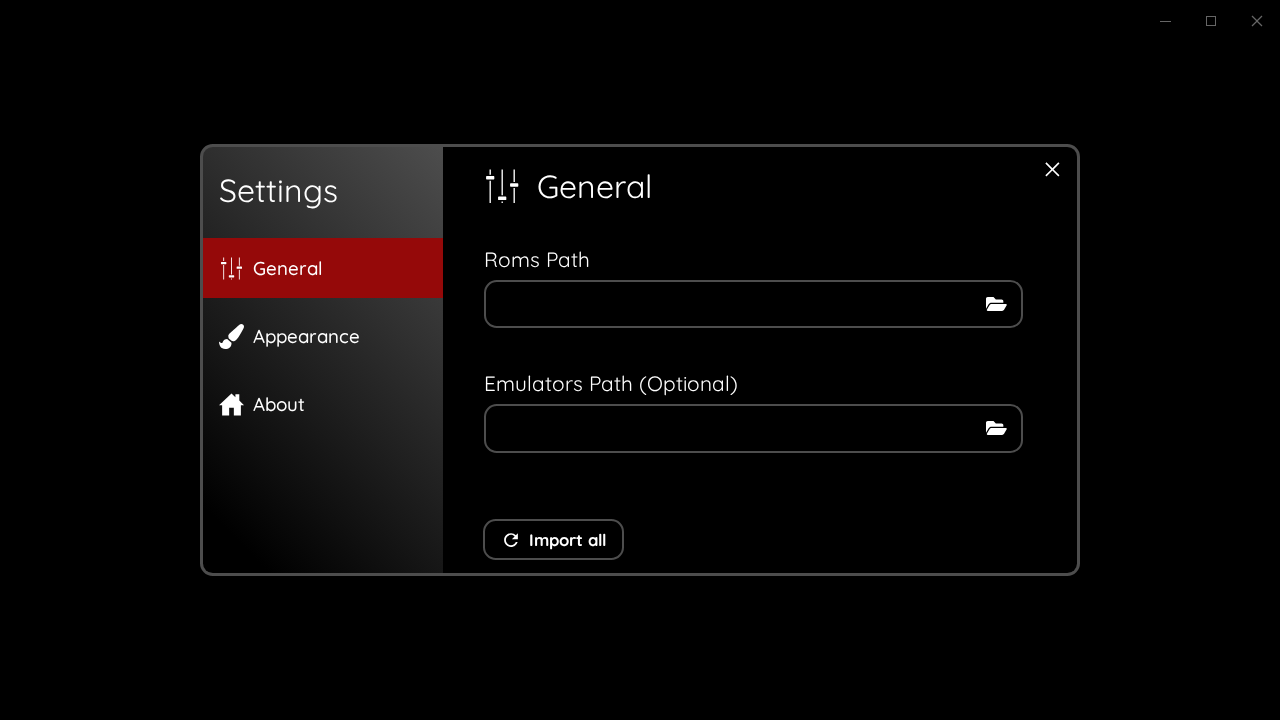 Settings
General
Appearance
About
General
Roms Path
Emulators Path (Optional)
Import all